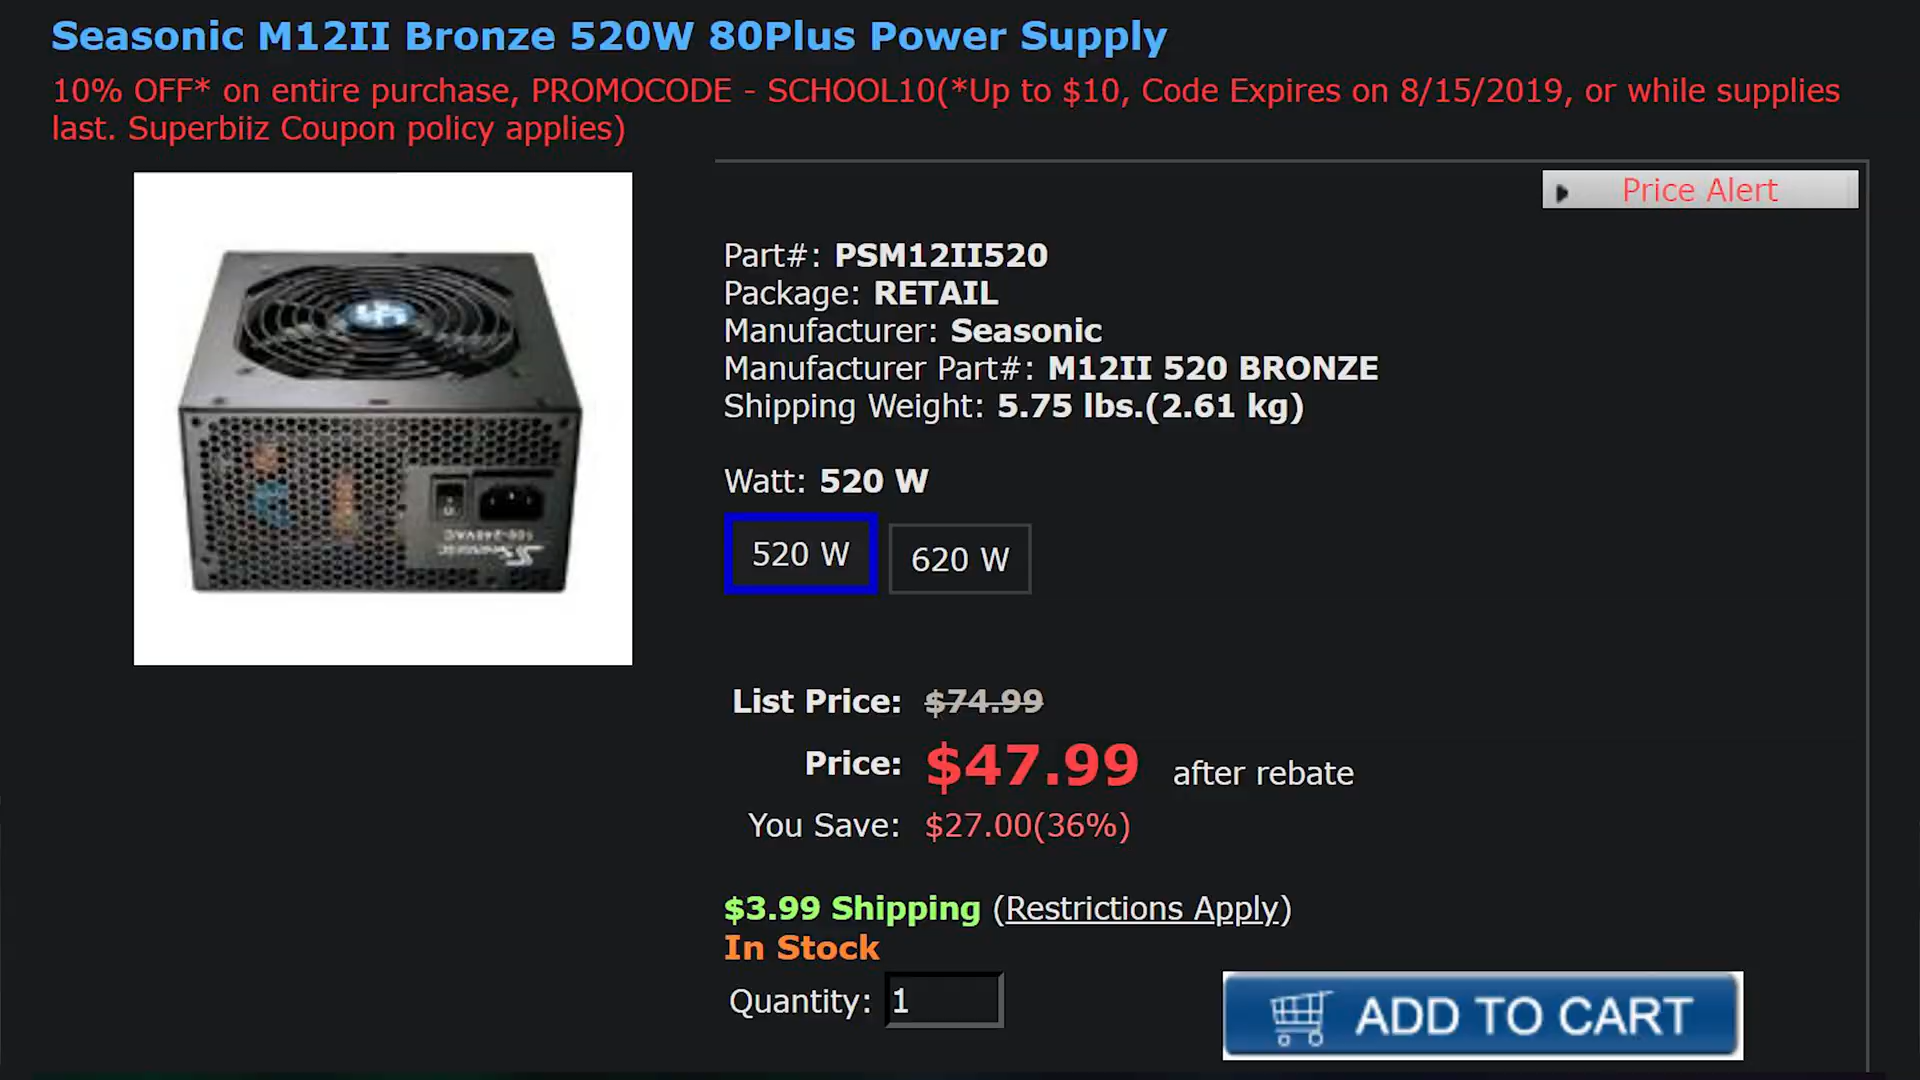 Seasonic M12II Bronze 520W 80Plus Power Supply
10% OFF* on entire purchase, PROMOCODE - SCHOOL10(*Up to $10, Code Expires on 8/15/2019, or while supplies
last. Superbiiz Coupon policy applies)
Price Alert
Part#: PSM12II520
Package: RETAIL
Manufacturer: Seasonic
Manufacturer Part#: M12II 520 BRONZE
Shipping Weight: 5.75 lbs.(2.61 kg)
Watt: 520 W
520 W 620 W
100-240VAC
Seasonic
List Price: $74.99
Price: $47.99 after rebate
You Save: $27.00(36%)
$3.99 Shipping (Restrictions Apply)
In Stock
Quantity: 1
ADD TO CART